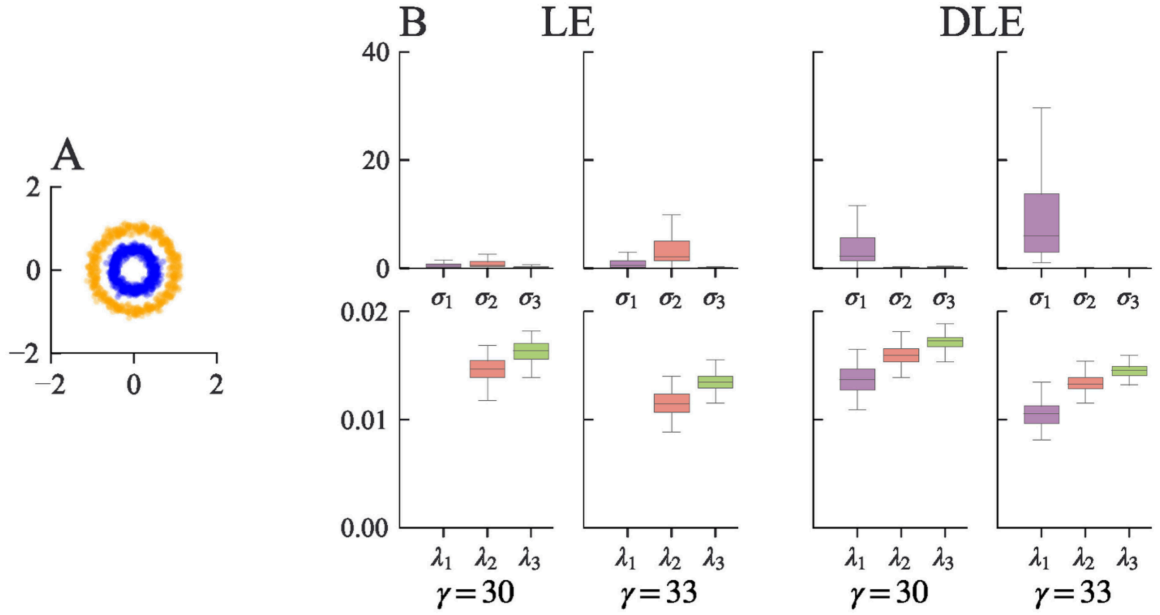 B LE DLE
A
2
0
−2
−2 0 2
40
20
0
σ₁ σ₂ σ₃ σ₁ σ₂ σ₃ σ₁ σ₂ σ₃ σ₁ σ₂ σ₃
0.02
0.01
0.00
λ₁ λ₂ λ₃ λ₁ λ₂ λ₃ λ₁ λ₂ λ₃ λ₁ λ₂ λ₃
γ = 30 γ = 33 γ = 30 γ = 33